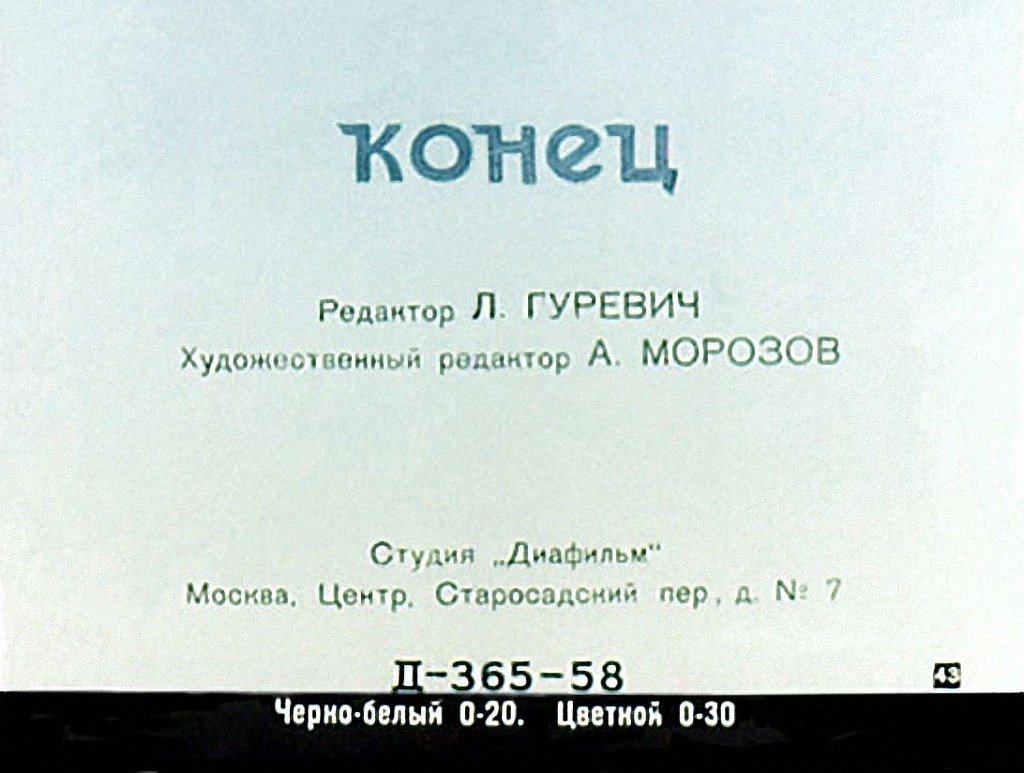 конец
Редактор Л. ГУРЕВИЧ
Художественный редактор А. МОРОЗОВ
Студия „Диафильм"
Москва, Центр, Старосадский пер., д. № 7
Д-365-58
43
Черно-белый 0-20. Цветной 0-30